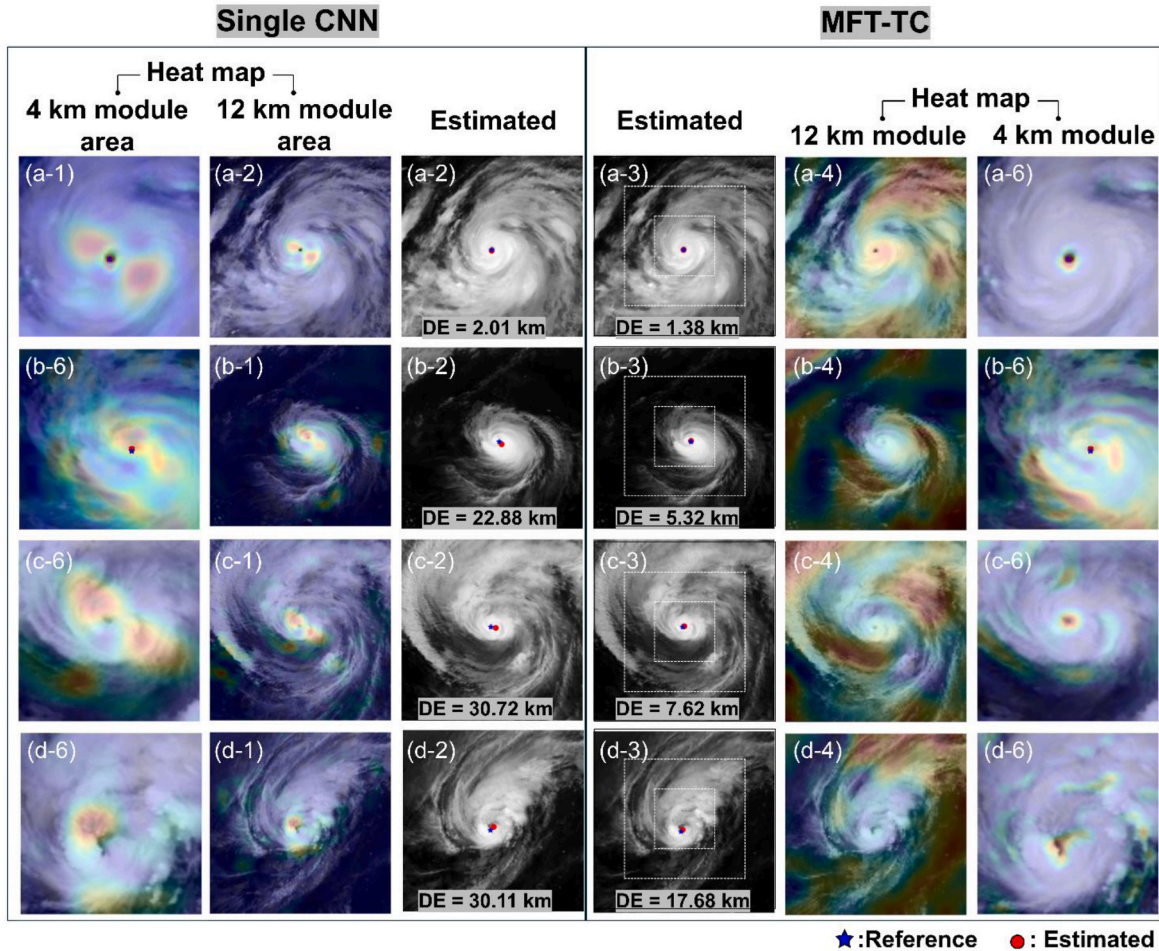 Single CNN
MFT-TC
Heat map
4 km module area
12 km module area
Estimated
Estimated
Heat map
12 km module
4 km module
(a-1)
(a-2)
(a-2)
(a-3)
(a-4)
(a-6)
DE = 2.01 km
DE = 1.38 km
(b-6)
(b-1)
(b-2)
(b-3)
(b-4)
(b-6)
DE = 22.88 km
DE = 5.32 km
(c-6)
(c-1)
(c-2)
(c-3)
(c-4)
(c-6)
DE = 30.72 km
DE = 7.62 km
(d-6)
(d-1)
(d-2)
(d-3)
(d-4)
(d-6)
DE = 30.11 km
DE = 17.68 km
:Reference
: Estimated